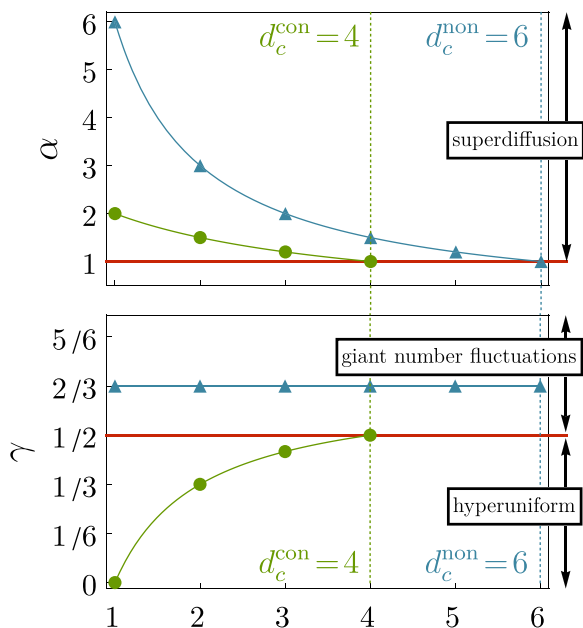 6
d_c^con = 4
d_c^non = 6
5
4
superdiffusion
α
3
2
1
5/6
giant number fluctuations
2/3
1/2
γ
1/3
hyperuniform
1/6
d_c^con = 4
d_c^non = 6
0
1 2 3 4 5 6